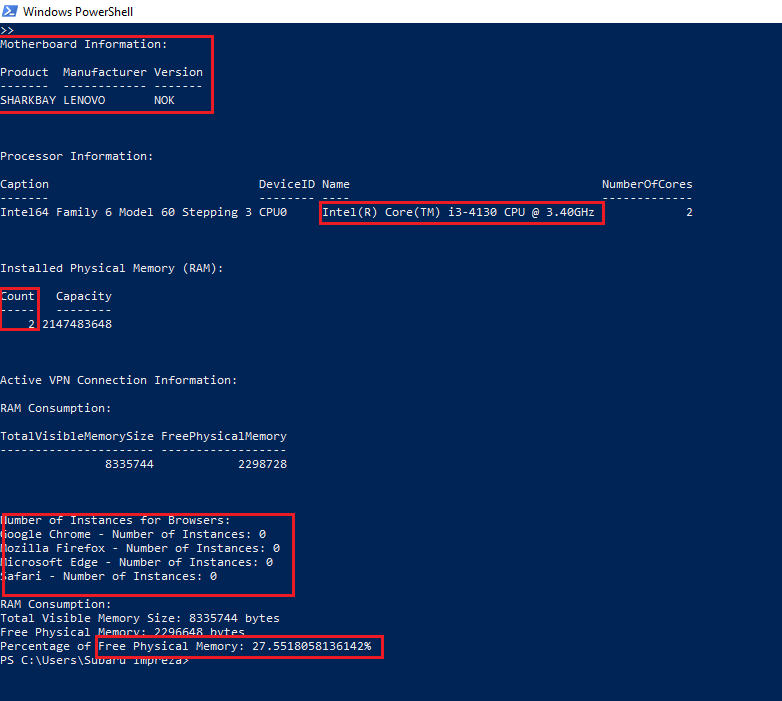 Windows PowerShell
>>
Motherboard Information:
Product Manufacturer Version
------- ------------ -------
SHARKBAY LENOVO NOK
Processor Information:
Caption DeviceID Name NumberOfCores
------- -------- ---- -------------
Intel64 Family 6 Model 60 Stepping 3 CPU0 Intel(R) Core(TM) i3-4130 CPU @ 3.40GHz 2
Installed Physical Memory (RAM):
Count Capacity
----- --------
2 2147483648
Active VPN Connection Information:
RAM Consumption:
TotalVisibleMemorySize FreePhysicalMemory
---------------------- ------------------
8335744 2298728
Number of Instances for Browsers:
Google Chrome - Number of Instances: 0
Mozilla Firefox - Number of Instances: 0
Microsoft Edge - Number of Instances: 0
Safari - Number of Instances: 0
RAM Consumption:
Total Visible Memory Size: 8335744 bytes
Free Physical Memory: 2296648 bytes
Percentage of Free Physical Memory: 27.5518058136142%
PS C:\Users\Subaru Impreza>